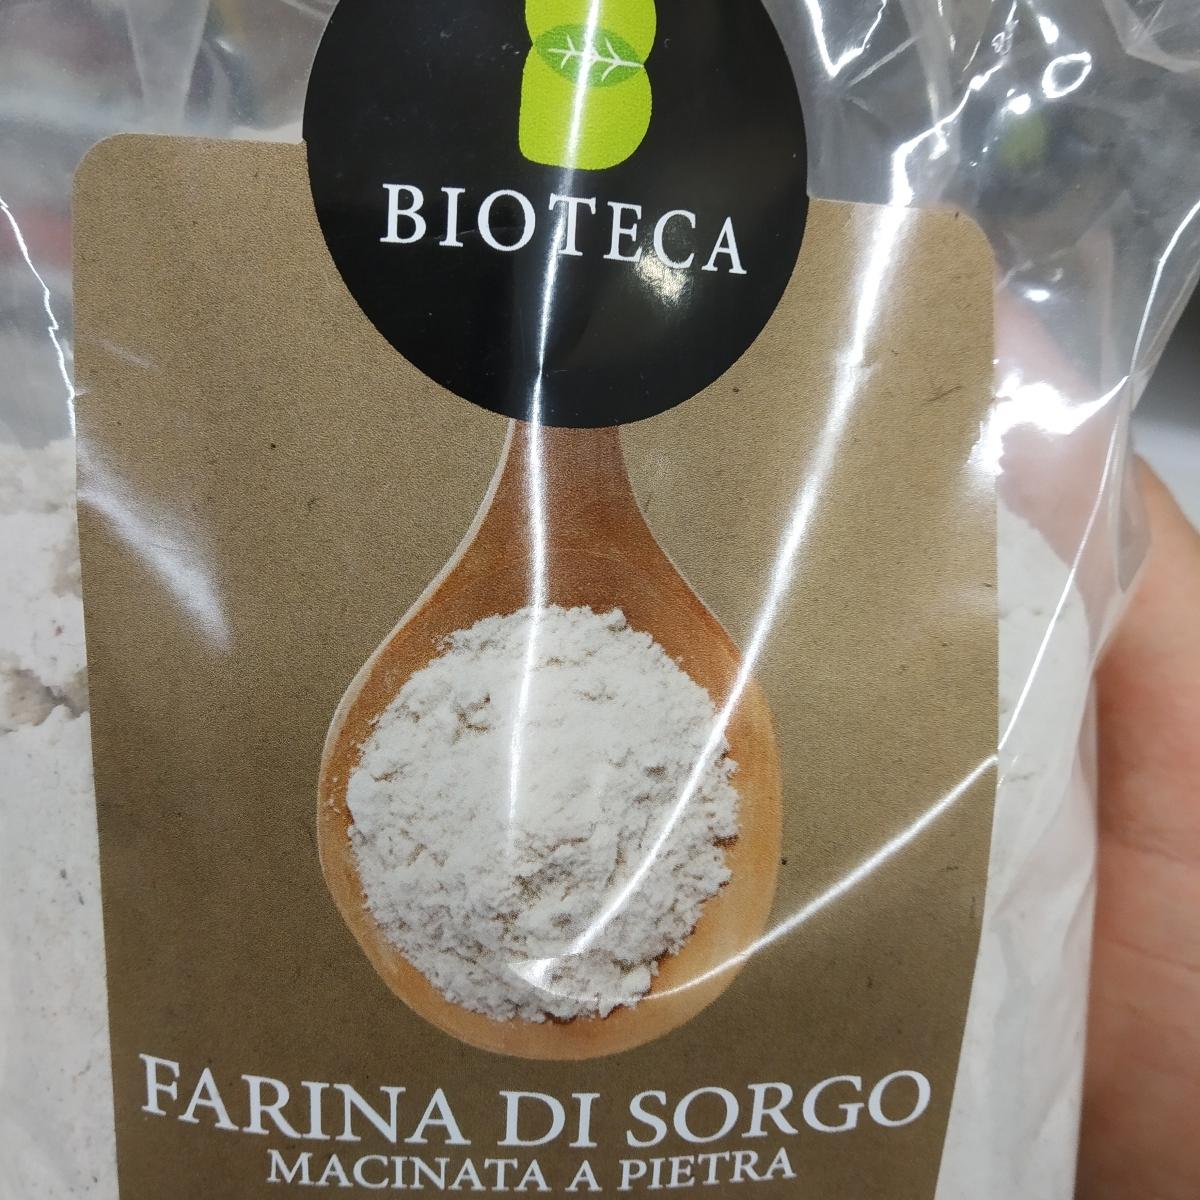 BIOTECA
FARINA DI SORGO
MACINATA A PIETRA